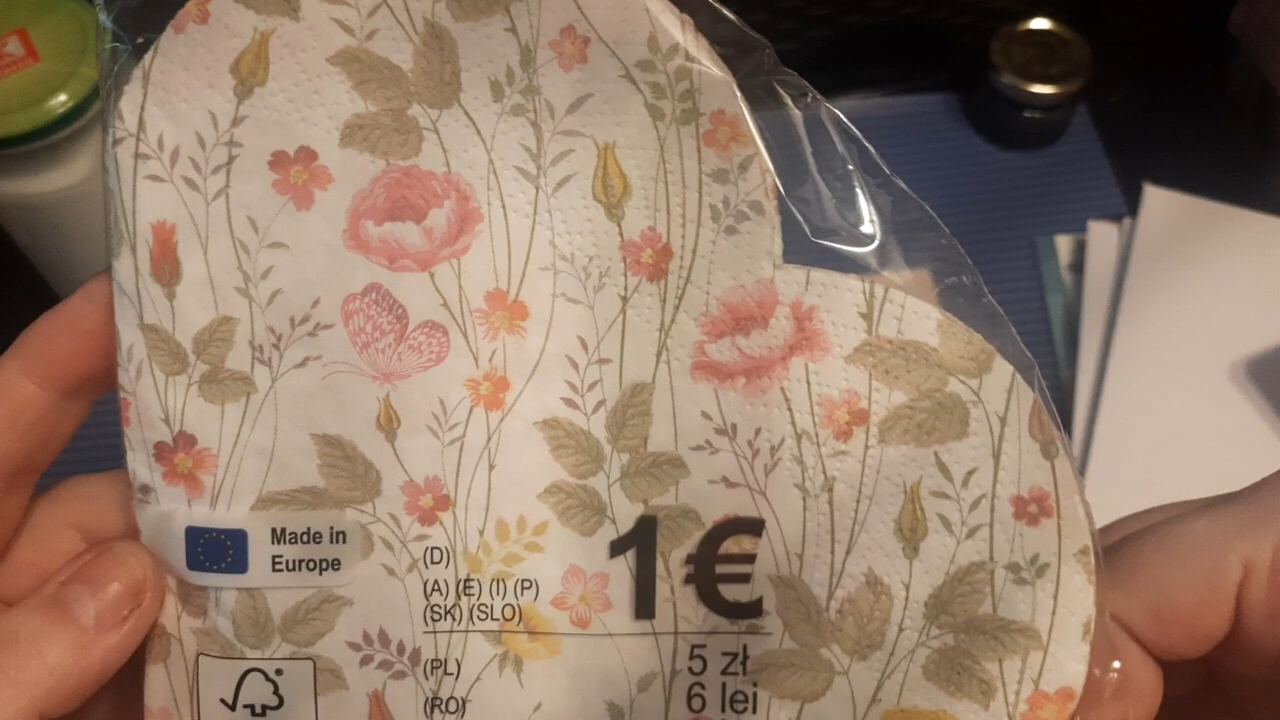 Made in
Europe
(D)
(A) (E) (I) (P)
(SK) (SLO)
1€
(PL) 5 zł
(RO) 6 lei